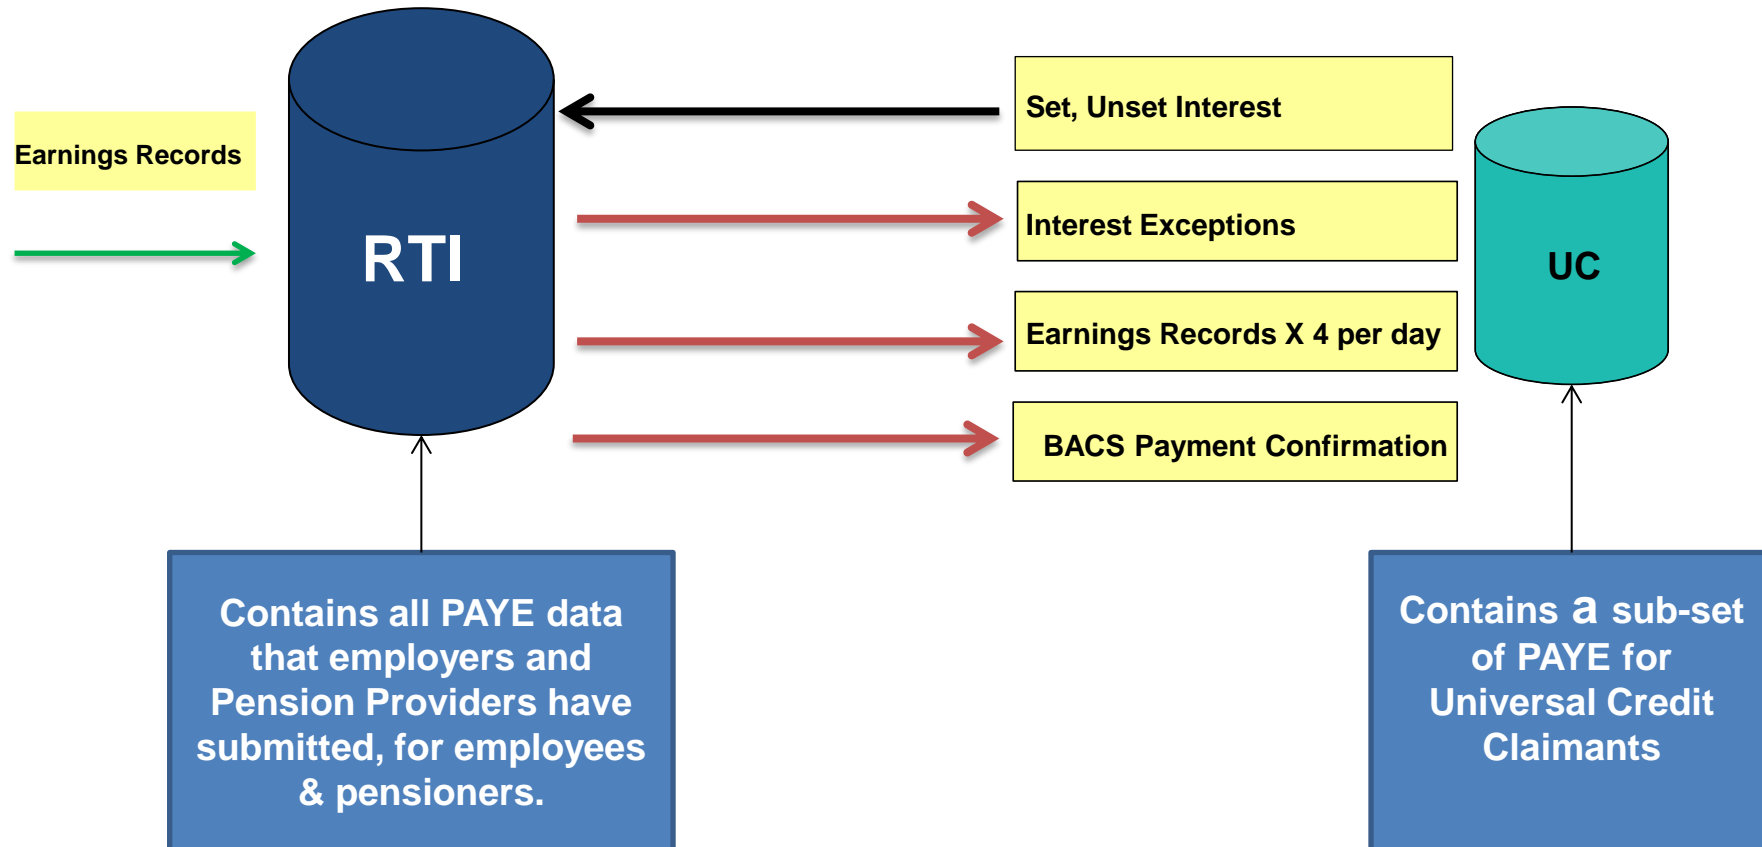 Earnings Records
RTI
Set, Unset Interest
Interest Exceptions
Earnings Records X 4 per day
BACS Payment Confirmation
UC
Contains all PAYE data
that employers and
Pension Providers have
submitted, for employees
& pensioners.
Contains a sub-set
of PAYE for
Universal Credit
Claimants